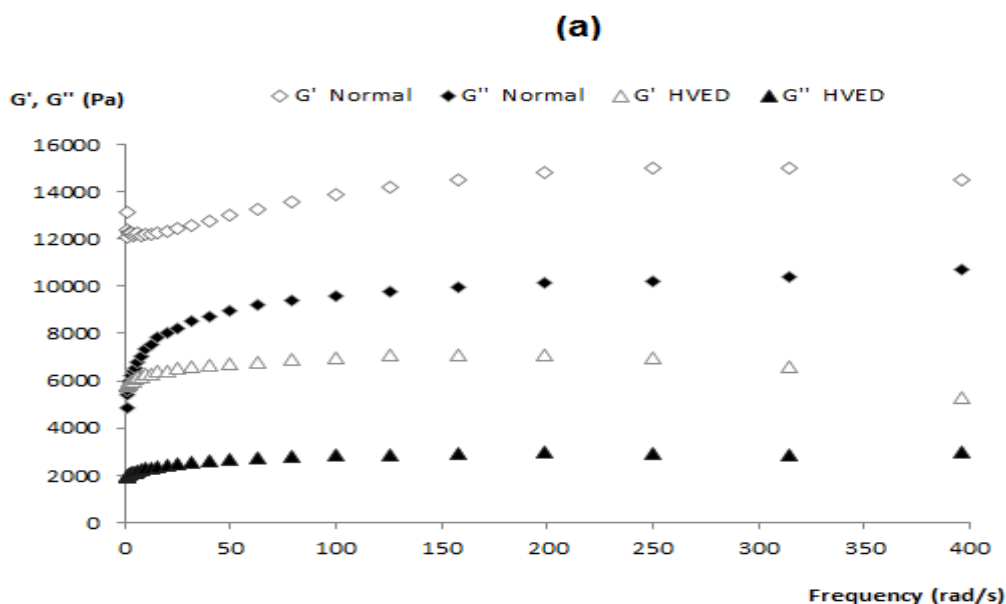 (a)
G', G'' (Pa)
G' Normal G'' Normal G' HVED G'' HVED
16000
14000
12000
10000
8000
6000
4000
2000
0
0 50 100 150 200 250 300 350 400
Frequency (rad/s)